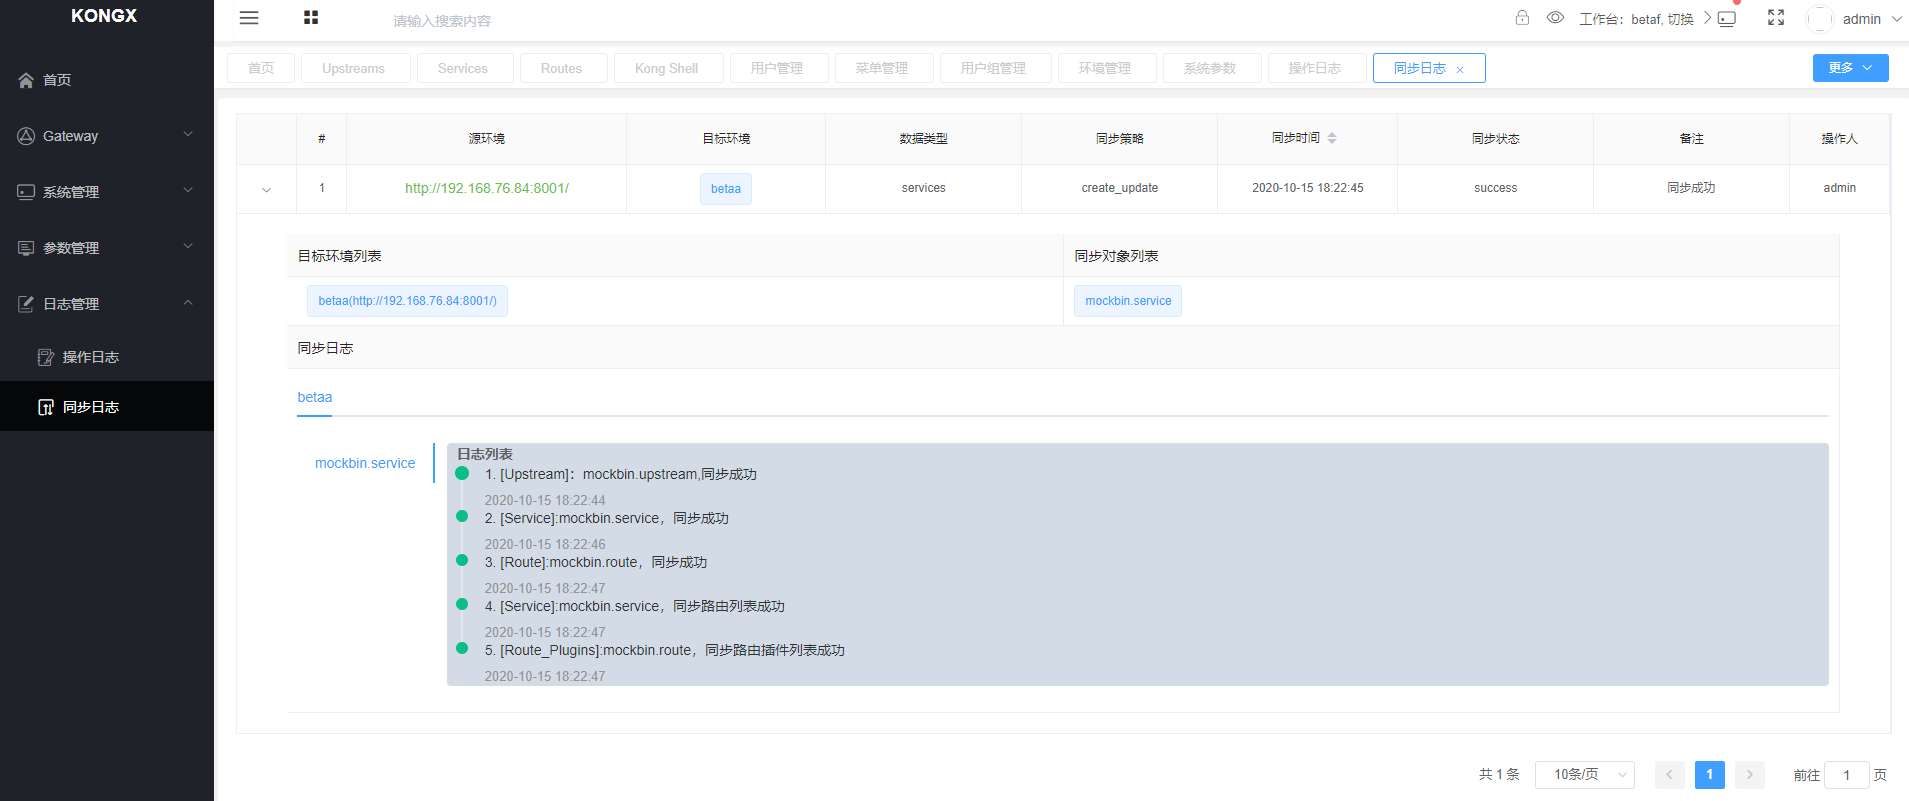 KONGX
请输入搜索内容
工作台：betaf, 切换
admin
首页
Gateway
系统管理
参数管理
日志管理
操作日志
同步日志
首页 Upstreams Services Routes Kong Shell 用户管理 菜单管理 用户组管理 环境管理 系统参数 操作日志 同步日志
更多
# 源环境 目标环境 数据类型 同步策略 同步时间 同步状态 备注 操作人
1 http://192.168.76.84:8001/ betaa services create_update 2020-10-15 18:22:45 success 同步成功 admin
目标环境列表 同步对象列表
betaa(http://192.168.76.84:8001/) mockbin.service
同步日志
betaa
mockbin.service
日志列表
1. [Upstream]：mockbin.upstream,同步成功
2020-10-15 18:22:44
2. [Service]:mockbin.service，同步成功
2020-10-15 18:22:46
3. [Route]:mockbin.route，同步成功
2020-10-15 18:22:47
4. [Service]:mockbin.service，同步路由列表成功
2020-10-15 18:22:47
5. [Route_Plugins]:mockbin.route，同步路由插件列表成功
2020-10-15 18:22:47
共 1 条 10条/页 1 前往 1 页